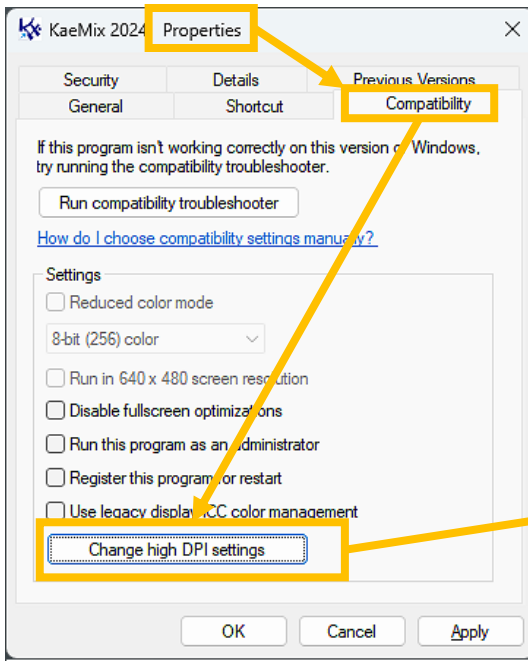 KaeMix 2024 Properties
Security Details Previous Versions
General Shortcut Compatibility
If this program isn't working correctly on this version of Windows,
try running the compatibility troubleshooter.
Run compatibility troubleshooter
How do I choose compatibility settings manually?
Settings
Reduced color mode
8-bit (256) color
Run in 640 x 480 screen resolution
Disable fullscreen optimizations
Run this program as an administrator
Register this program for restart
Use legacy display ICC color management
Change high DPI settings
OK Cancel Apply